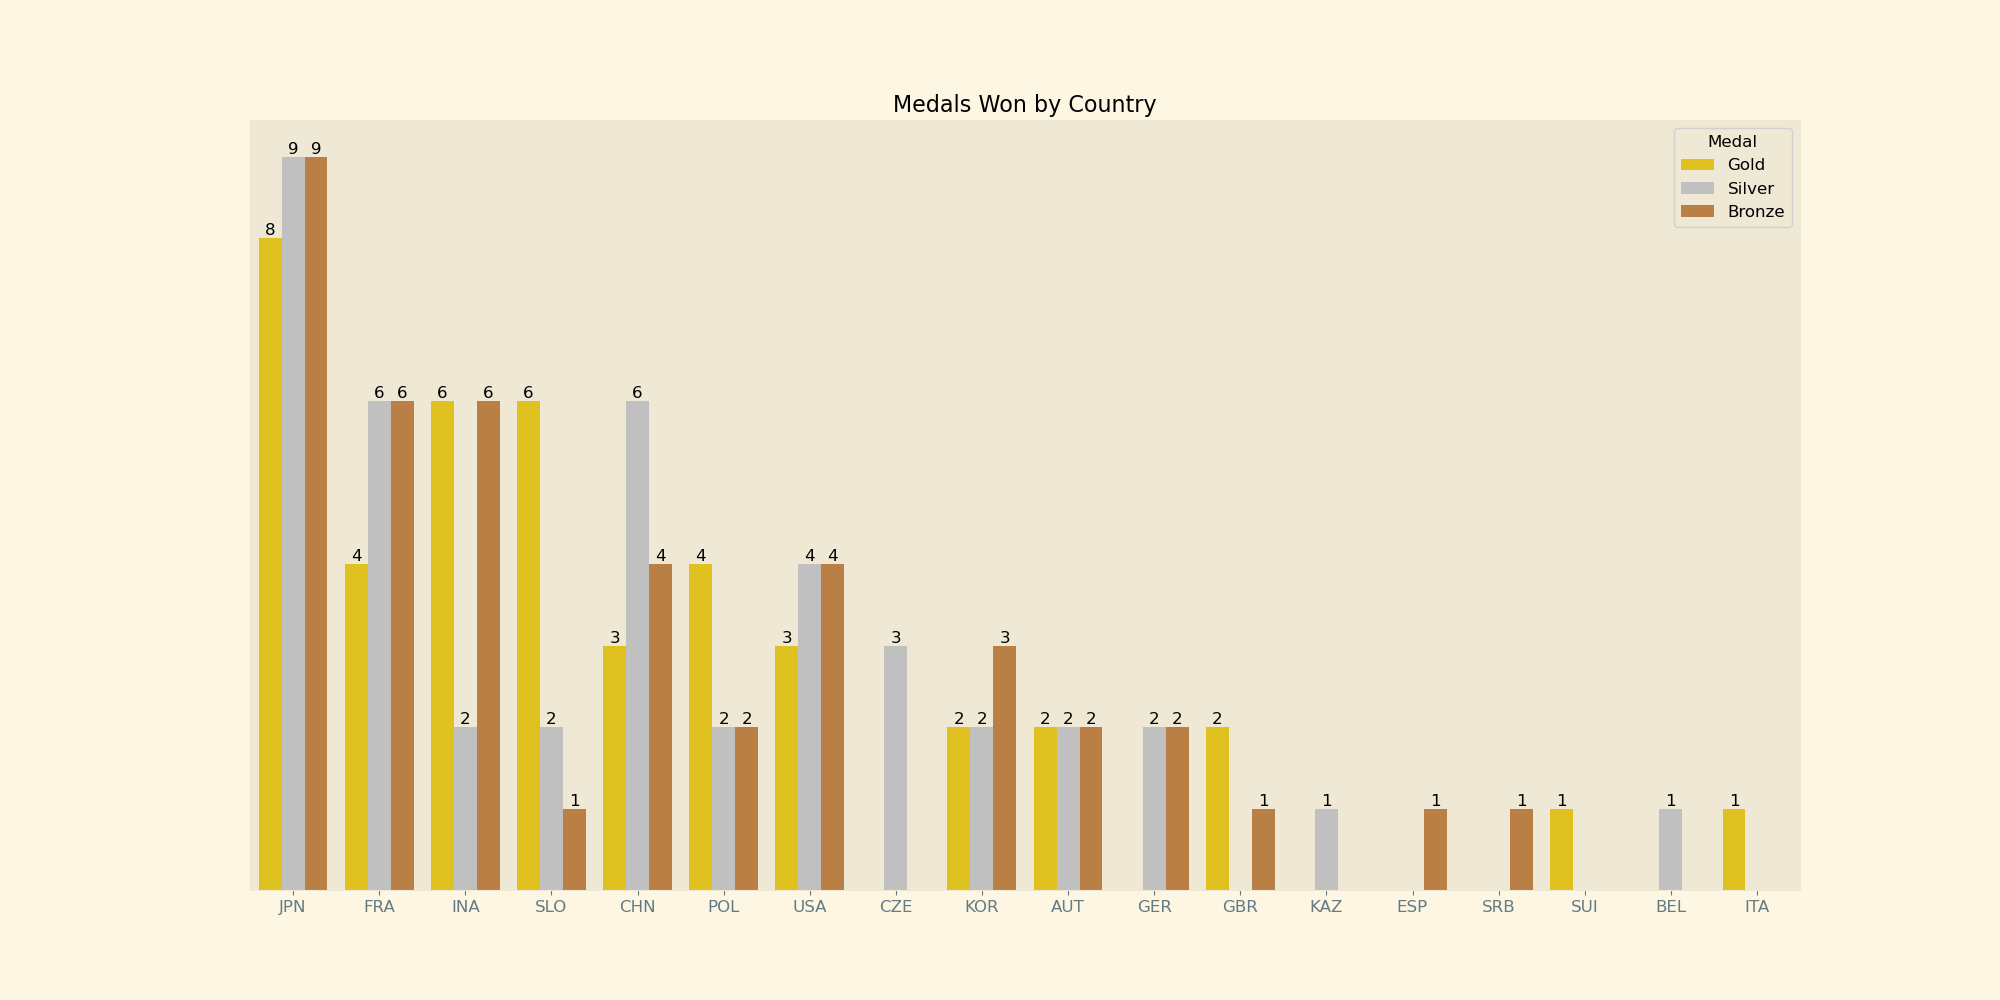 Medals Won by Country
Medal
Gold
Silver
Bronze
9 9
8
6 6 6 6 6 6
4 4 4 4 4
3 3 3 3
2 2 2 2 2 2 2 2 2 2 2 2
1 1 1 1 1 1 1 1
JPN FRA INA SLO CHN POL USA CZE KOR AUT GER GBR KAZ ESP SRB SUI BEL ITA